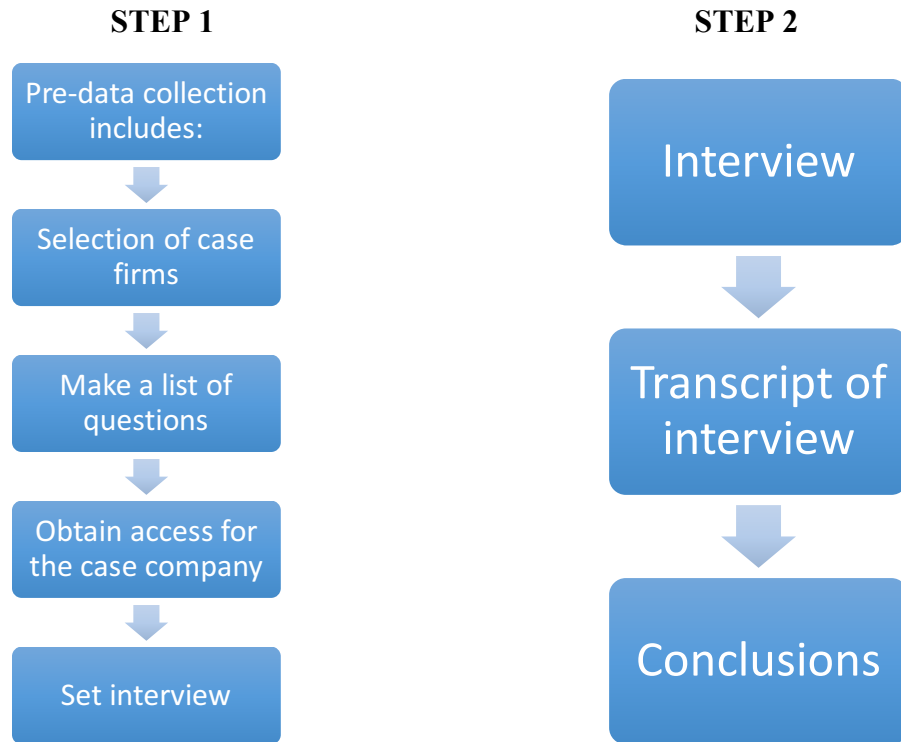 STEP 1
Pre-data collection
includes:
Selection of case
firms
Make a list of
questions
Obtain access for
the case company
Set interview
STEP 2
Interview
Transcript of
interview
Conclusions